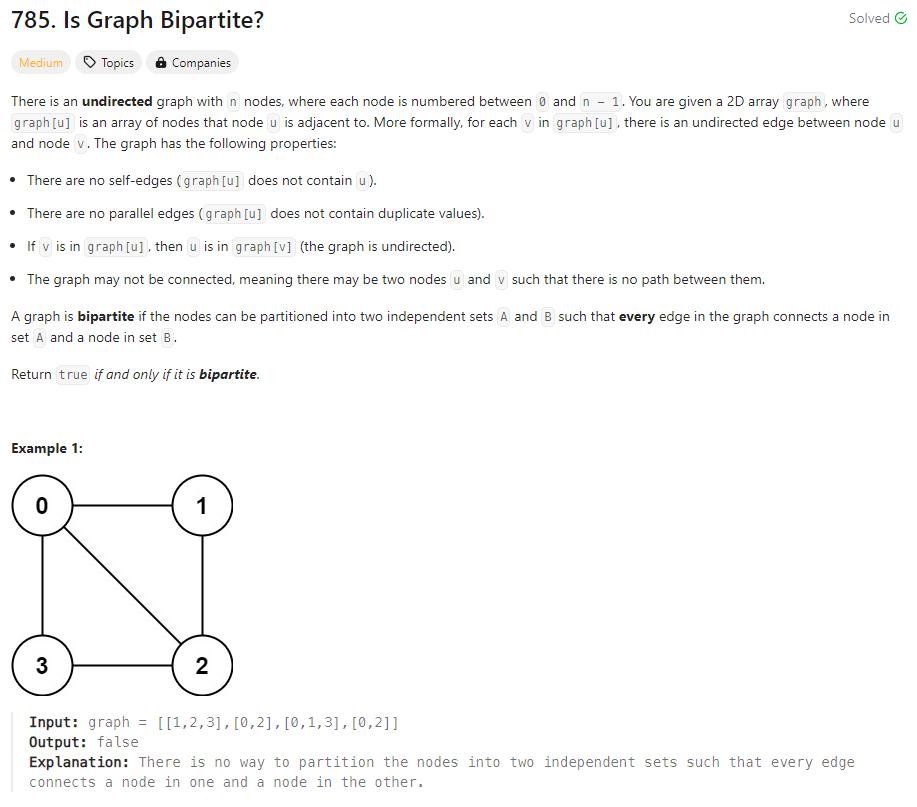 785. Is Graph Bipartite?
Solved
Medium Topics Companies
There is an undirected graph with n nodes, where each node is numbered between 0 and n - 1. You are given a 2D array graph, where
graph[u] is an array of nodes that node u is adjacent to. More formally, for each v in graph[u], there is an undirected edge between node u
and node v. The graph has the following properties:
• There are no self-edges (graph[u] does not contain u).
• There are no parallel edges (graph[u] does not contain duplicate values).
• If v is in graph[u], then u is in graph[v] (the graph is undirected).
• The graph may not be connected, meaning there may be two nodes u and v such that there is no path between them.
A graph is bipartite if the nodes can be partitioned into two independent sets A and B such that every edge in the graph connects a node in
set A and a node in set B.
Return true if and only if it is bipartite.
Example 1:
0 1
3 2
Input: graph = [[1,2,3],[0,2],[0,1,3],[0,2]]
Output: false
Explanation: There is no way to partition the nodes into two independent sets such that every edge
connects a node in one and a node in the other.